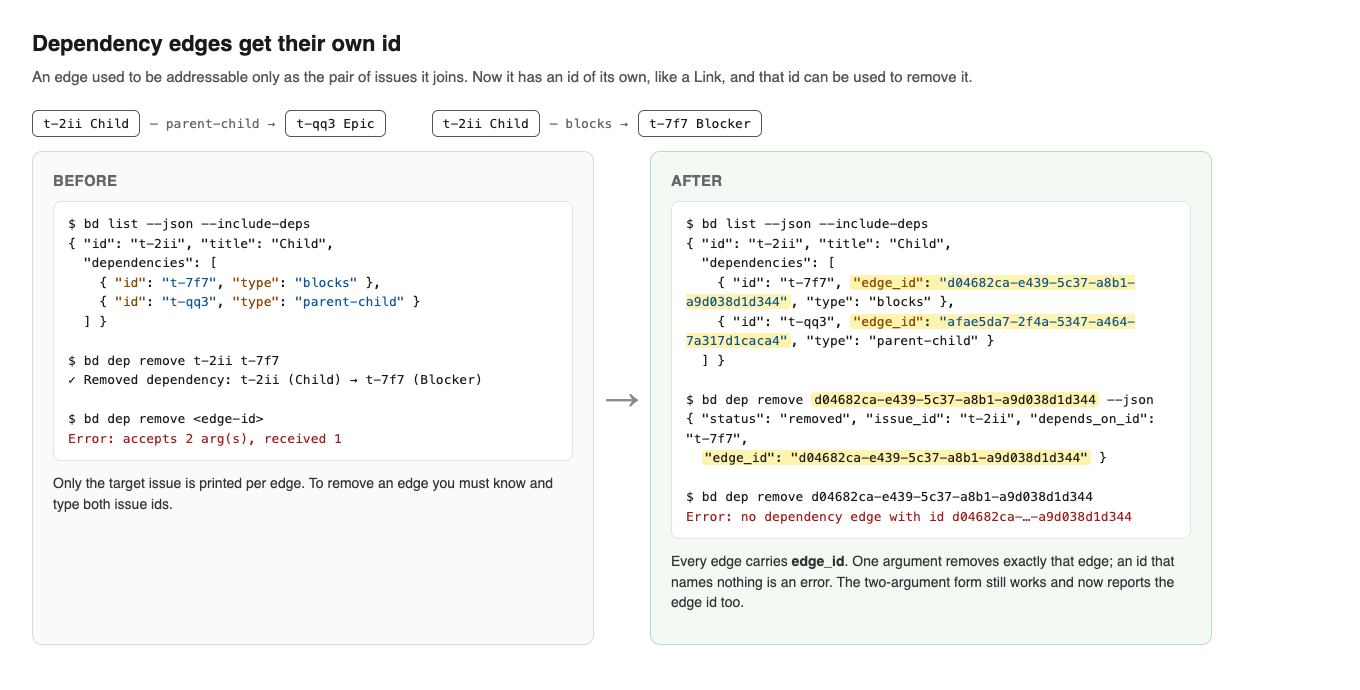 Dependency edges get their own id
An edge used to be addressable only as the pair of issues it joins. Now it has an id of its own, like a Link, and that id can be used to remove it.
t-2ii Child — parent-child → t-qq3 Epic t-2ii Child — blocks → t-7f7 Blocker
BEFORE
$ bd list --json --include-deps
{ "id": "t-2ii", "title": "Child",
"dependencies": [
{ "id": "t-7f7", "type": "blocks" },
{ "id": "t-qq3", "type": "parent-child" }
] }
$ bd dep remove t-2ii t-7f7
✓ Removed dependency: t-2ii (Child) → t-7f7 (Blocker)
$ bd dep remove <edge-id>
Error: accepts 2 arg(s), received 1
Only the target issue is printed per edge. To remove an edge you must know and
type both issue ids.
→
AFTER
$ bd list --json --include-deps
{ "id": "t-2ii", "title": "Child",
"dependencies": [
{ "id": "t-7f7", "edge_id": "d04682ca-e439-5c37-a8b1-
a9d038d1d344", "type": "blocks" },
{ "id": "t-qq3", "edge_id": "afae5da7-2f4a-5347-a464-
7a317d1caca4", "type": "parent-child" }
] }
$ bd dep remove d04682ca-e439-5c37-a8b1-a9d038d1d344 --json
{ "status": "removed", "issue_id": "t-2ii", "depends_on_id":
"t-7f7",
"edge_id": "d04682ca-e439-5c37-a8b1-a9d038d1d344" }
$ bd dep remove d04682ca-e439-5c37-a8b1-a9d038d1d344
Error: no dependency edge with id d04682ca-…-a9d038d1d344
Every edge carries edge_id. One argument removes exactly that edge; an id that
names nothing is an error. The two-argument form still works and now reports the
edge id too.